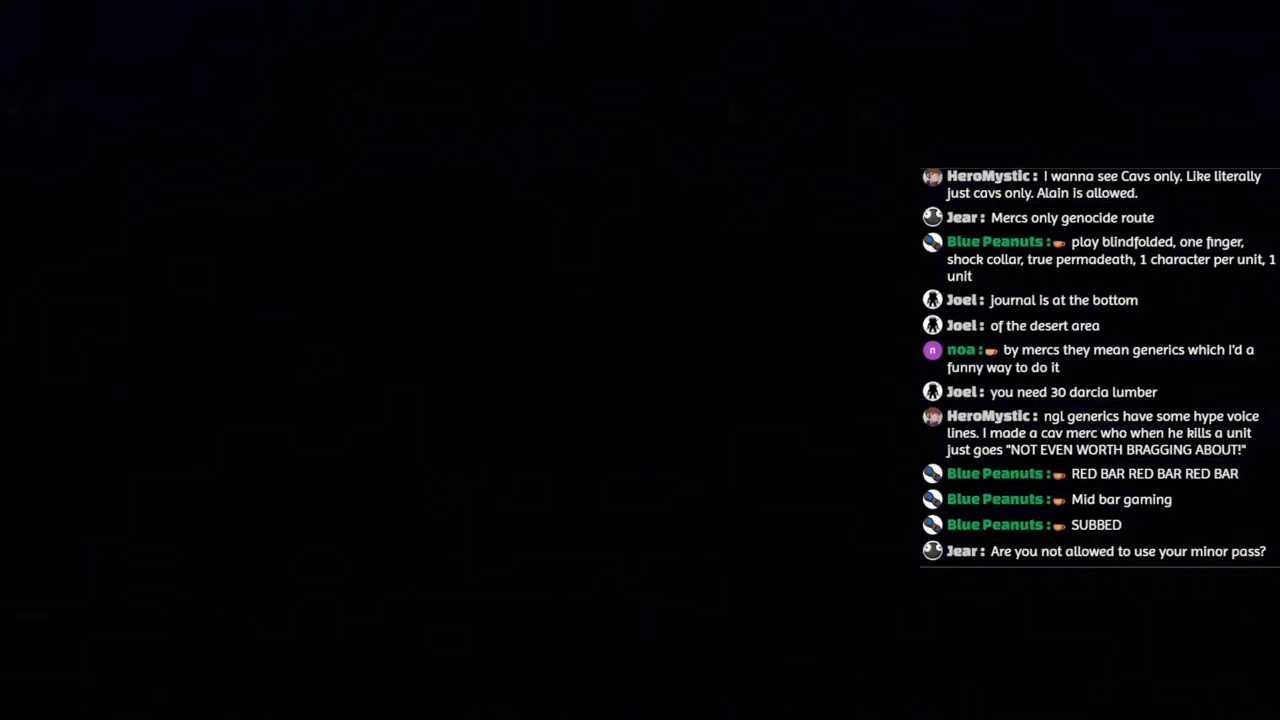 HeroMystic : I wanna see Cavs only. Like literally
just cavs only. Alain is allowed.
Jear : Mercs only genocide route
Blue Peanuts : play blindfolded, one finger,
shock collar, true permadeath, 1 character per unit, 1
unit
Joel : journal is at the bottom
Joel : of the desert area
n noa : by mercs they mean generics which I'd a
funny way to do it
Joel : you need 30 darcia lumber
HeroMystic : ngl generics have some hype voice
lines. I made a cav merc who when he kills a unit
just goes "NOT EVEN WORTH BRAGGING ABOUT!"
Blue Peanuts : RED BAR RED BAR RED BAR
Blue Peanuts : Mid bar gaming
Blue Peanuts : SUBBED
Jear : Are you not allowed to use your minor pass?